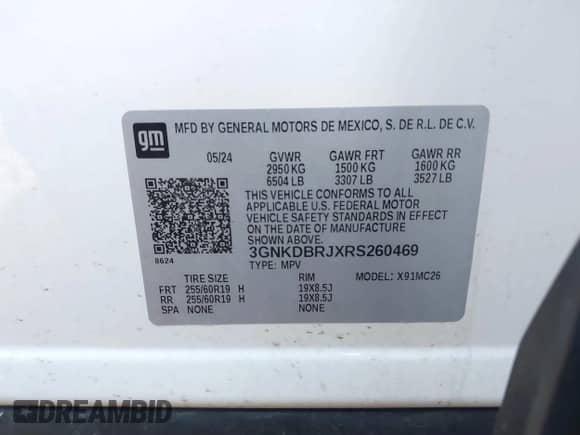 gm
MFD BY GENERAL MOTORS DE MEXICO, S. DE R.L. DE C.V.
05/24 GVWR GAWR FRT GAWR RR
2950 KG 1500 KG 1600 KG
6504 LB 3307 LB 3527 LB
THIS VEHICLE CONFORMS TO ALL
APPLICABLE U.S. FEDERAL MOTOR
VEHICLE SAFETY STANDARDS IN EFFECT
ON THE DATE OF MANUFACTURE
SHOWN ABOVE.
3GNKDBRJXRS260469
8624
TYPE: MPV MODEL: X91MC26
TIRE SIZE RIM
FRT 255/60R19 H 19X8.5J
RR 255/60R19 H 19X8.5J
SPA NONE NONE
DREAMBID